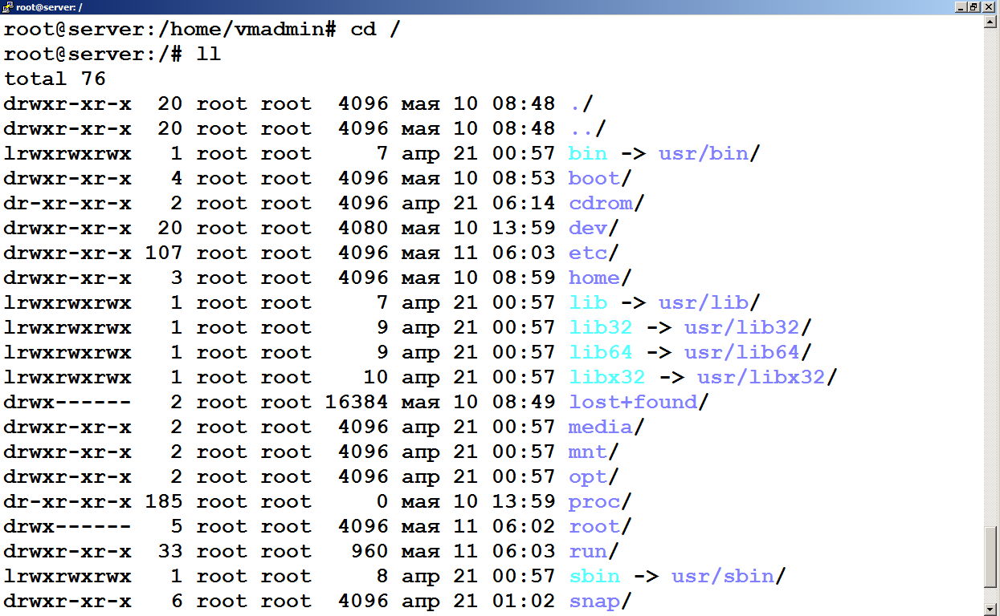 root@server: /
root@server:/home/vmadmin# cd /
root@server:/# ll
total 76
drwxr-xr-x  20 root root  4096 мая 10 08:48 ./
drwxr-xr-x  20 root root  4096 мая 10 08:48 ../
lrwxrwxrwx   1 root root     7 апр 21 00:57 bin -> usr/bin/
drwxr-xr-x   4 root root  4096 мая 10 08:53 boot/
dr-xr-xr-x   2 root root  4096 апр 21 06:14 cdrom/
drwxr-xr-x  20 root root  4080 мая 10 13:59 dev/
drwxr-xr-x 107 root root  4096 мая 11 06:03 etc/
drwxr-xr-x   3 root root  4096 мая 10 08:59 home/
lrwxrwxrwx   1 root root     7 апр 21 00:57 lib -> usr/lib/
lrwxrwxrwx   1 root root     9 апр 21 00:57 lib32 -> usr/lib32/
lrwxrwxrwx   1 root root     9 апр 21 00:57 lib64 -> usr/lib64/
lrwxrwxrwx   1 root root    10 апр 21 00:57 libx32 -> usr/libx32/
drwx------   2 root root 16384 мая 10 08:49 lost+found/
drwxr-xr-x   2 root root  4096 апр 21 00:57 media/
drwxr-xr-x   2 root root  4096 апр 21 00:57 mnt/
drwxr-xr-x   2 root root  4096 апр 21 00:57 opt/
dr-xr-xr-x 185 root root     0 мая 10 13:59 proc/
drwx------   5 root root  4096 мая 11 06:02 root/
drwxr-xr-x  33 root root   960 мая 11 06:03 run/
lrwxrwxrwx   1 root root     8 апр 21 00:57 sbin -> usr/sbin/
drwxr-xr-x   6 root root  4096 апр 21 01:02 snap/